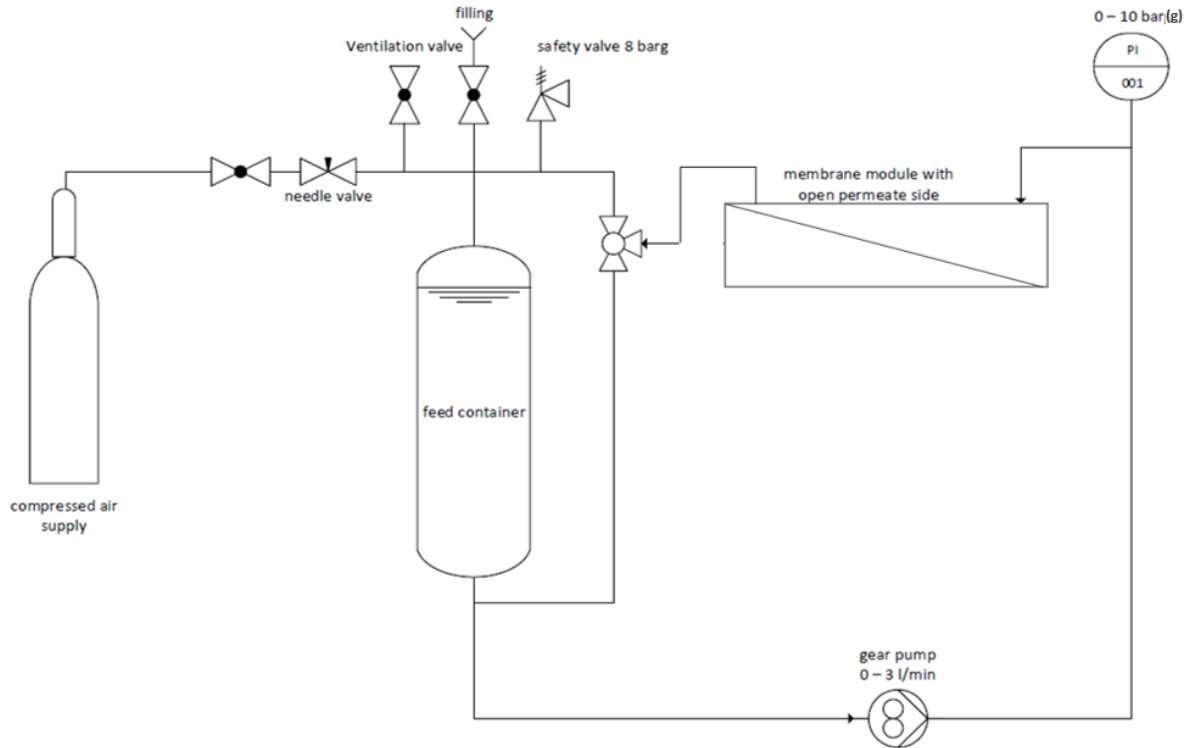 filling
Ventilation valve
safety valve 8 barg
0 – 10 bar(g)
PI
001
needle valve
membrane module with
open permeate side
feed container
compressed air
supply
gear pump
0 – 3 l/min